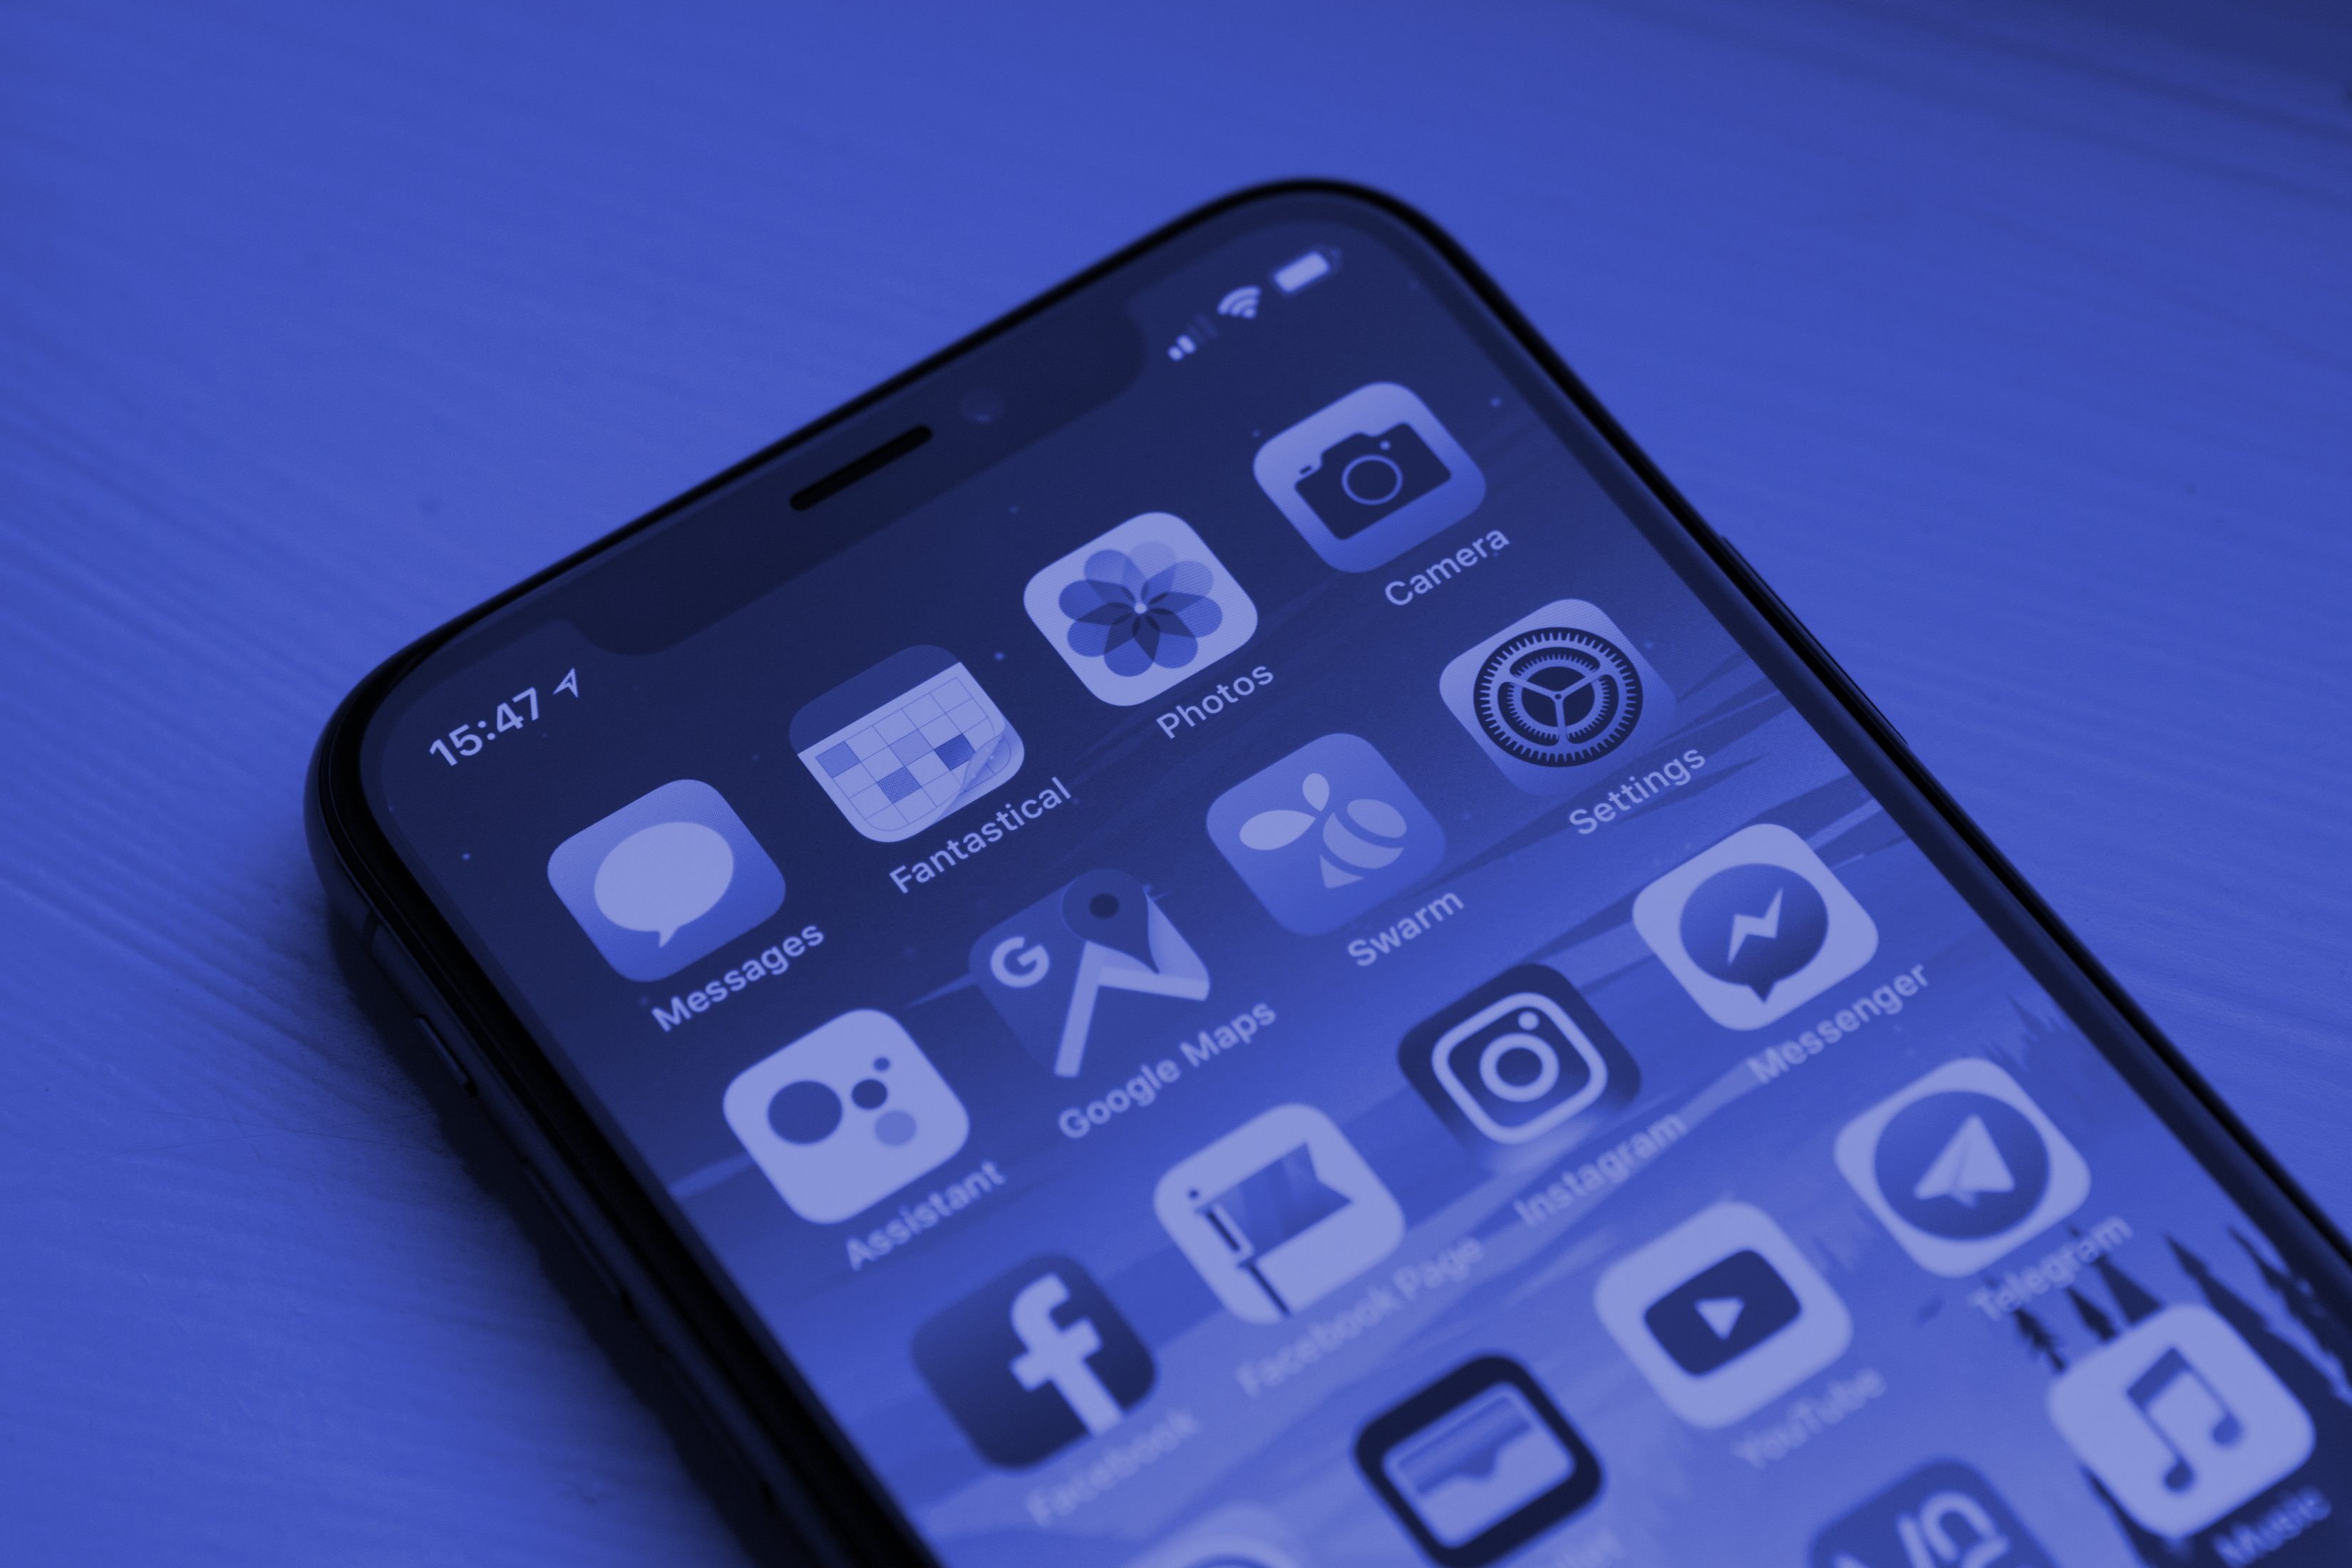 15:47
Messages Fantastical Photos Camera
Assistant Google Maps Swarm Settings
Facebook Facebook Page Instagram Messenger
YouTube Telegram
Music